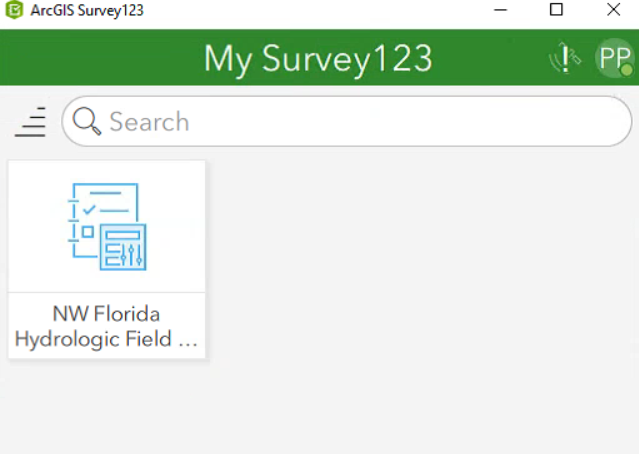 ArcGIS Survey123
My Survey123
PP
Search
NW Florida
Hydrologic Field ...